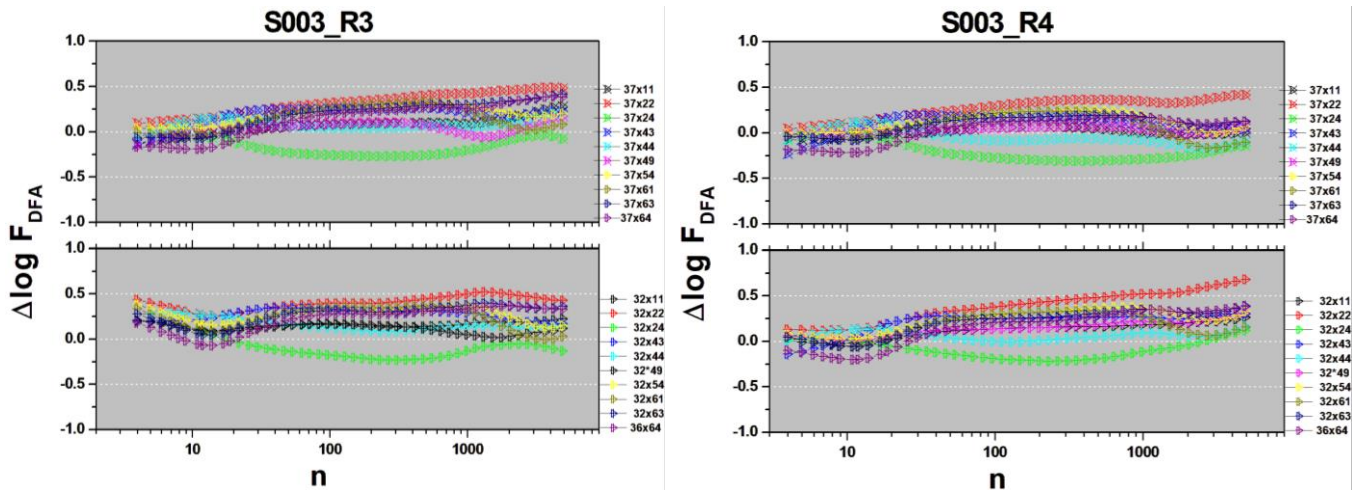 S003_R3
1.0
0.5
0.0
-0.5
-1.0
37x11
37x22
37x24
37x43
37x44
37x49
37x54
37x61
37x63
37x64
Δlog F_DFA
1.0
0.5
0.0
-0.5
-1.0
32x11
32x22
32x24
32x43
32x44
32*49
32x54
32x61
32x63
36x64
10 100 1000
n
S003_R4
1.0
0.5
0.0
-0.5
-1.0
37x11
37x22
37x24
37x43
37x44
37x49
37x54
37x61
37x63
37x64
Δlog F_DFA
1.0
0.5
0.0
-0.5
-1.0
32x11
32x22
32x24
32x43
32x44
32*49
32x54
32x61
32x63
36x64
10 100 1000
n